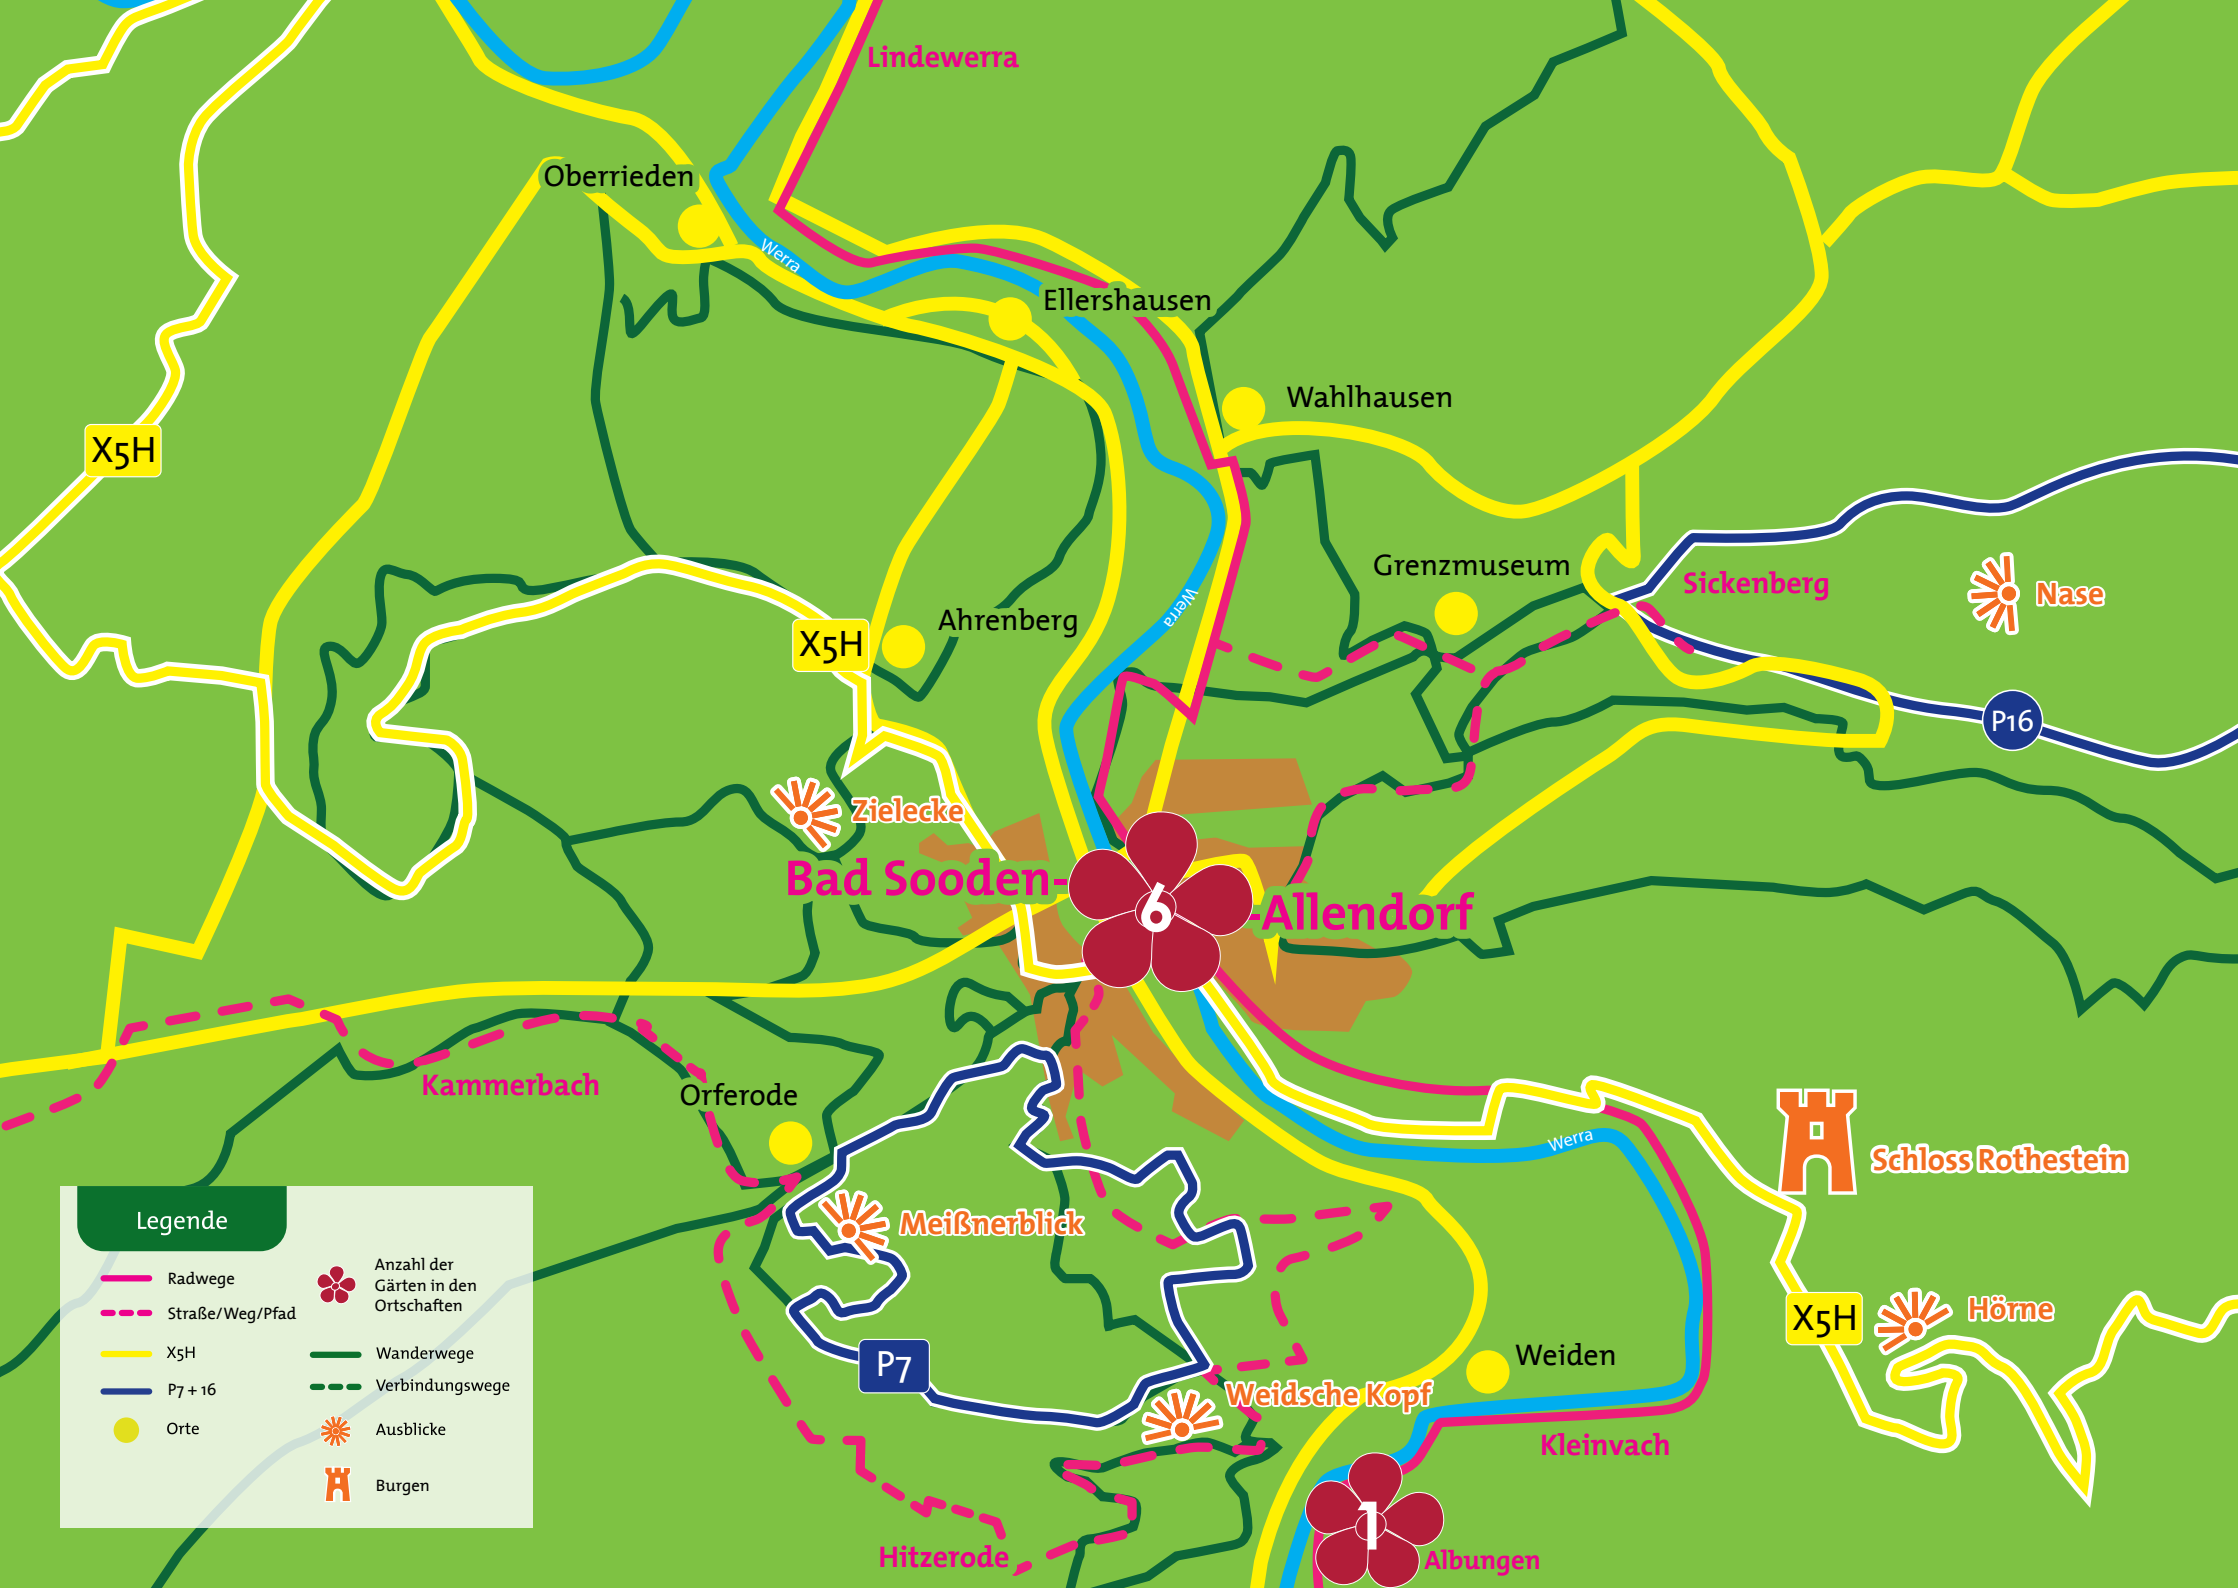 Lindewerra
Oberrieden
Werra
Ellershausen
Wahlhausen
X5H
Grenzmuseum
Sickenberg
Nase
Werra
Ahrenberg
X5H
P16
Zielecke
Bad Sooden-
6
-Allendorf
Kammerbach
Orferode
Werra
Schloss Rothestein
Meißnerblick
X5H
Hörne
P7
Weiden
Weidsche Kopf
Kleinvach
1
Hitzerode
Albungen
Legende
Radwege
Straße/Weg/Pfad
X5H
P7 + 16
Orte
Anzahl der
Gärten in den
Ortschaften
Wanderwege
Verbindungswege
Ausblicke
Burgen